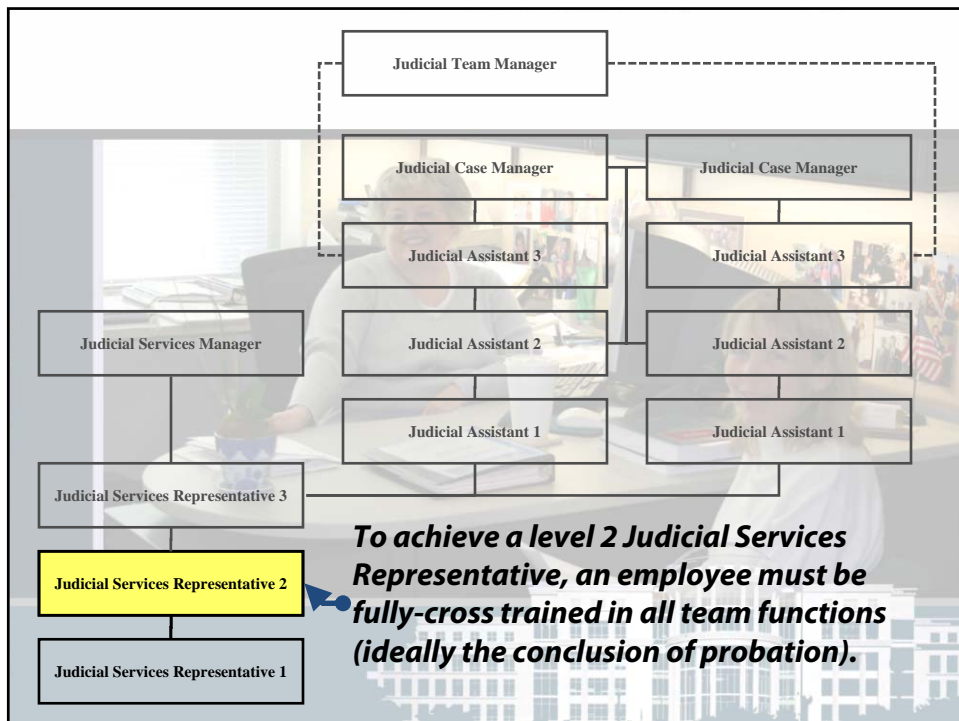 Judicial Team Manager
Judicial Case Manager
Judicial Case Manager
Judicial Assistant 3
Judicial Assistant 3
Judicial Services Manager
Judicial Assistant 2
Judicial Assistant 2
Judicial Assistant 1
Judicial Assistant 1
Judicial Services Representative 3
To achieve a level 2 Judicial Services
Representative, an employee must be
fully-cross trained in all team functions
(ideally the conclusion of probation).
Judicial Services Representative 2
Judicial Services Representative 1